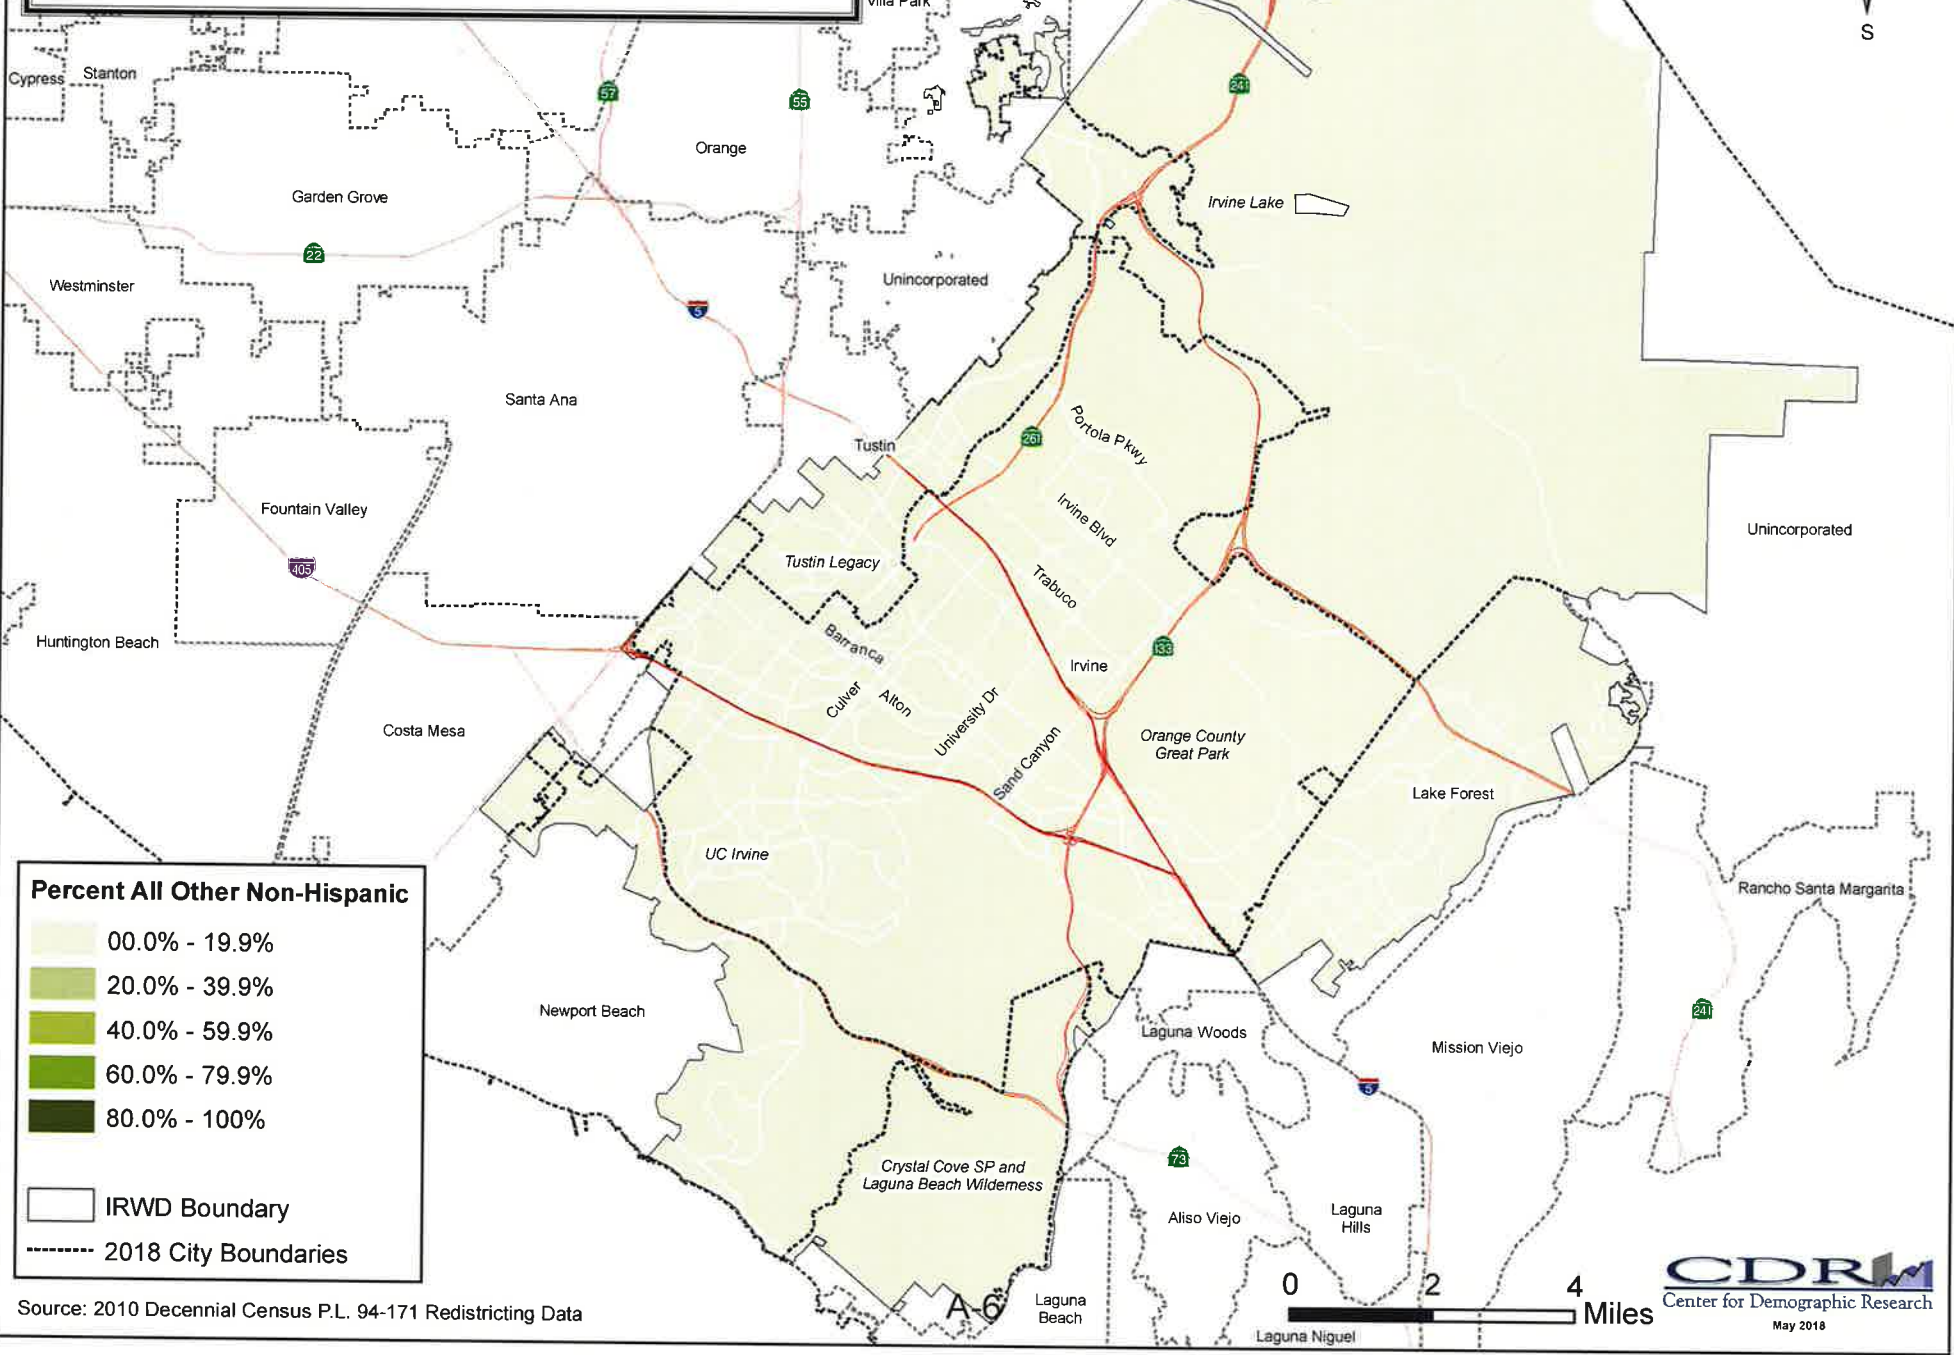 Villa Park
S
Cypress
Stanton
57
55
241
Orange
Garden Grove
Irvine Lake
22
Unincorporated
Westminster
5
Santa Ana
Portola Pkwy
261
Tustin
Irvine Blvd
Fountain Valley
Unincorporated
Tustin Legacy
405
Trabuco
Huntington Beach
Barranca
133
Irvine
Culver
Alton
University Dr
Costa Mesa
Sand Canyon
Orange County
Great Park
Lake Forest
UC Irvine
Rancho Santa Margarita
Percent All Other Non-Hispanic
00.0% - 19.9%
20.0% - 39.9%
40.0% - 59.9%
60.0% - 79.9%
80.0% - 100%
IRWD Boundary
2018 City Boundaries
Newport Beach
241
Laguna Woods
Mission Viejo
5
73
Crystal Cove SP and
Laguna Beach Wilderness
Aliso Viejo
Laguna
Hills
Source: 2010 Decennial Census P.L. 94-171 Redistricting Data
A-6
Laguna
Beach
0 2 4
Miles
Laguna Niguel
CDR
Center for Demographic Research
May 2018